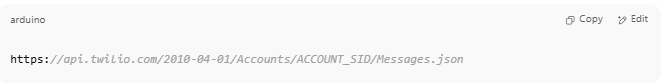 arduino
Copy Edit
https://api.twilio.com/2010-04-01/Accounts/ACCOUNT_SID/Messages.json